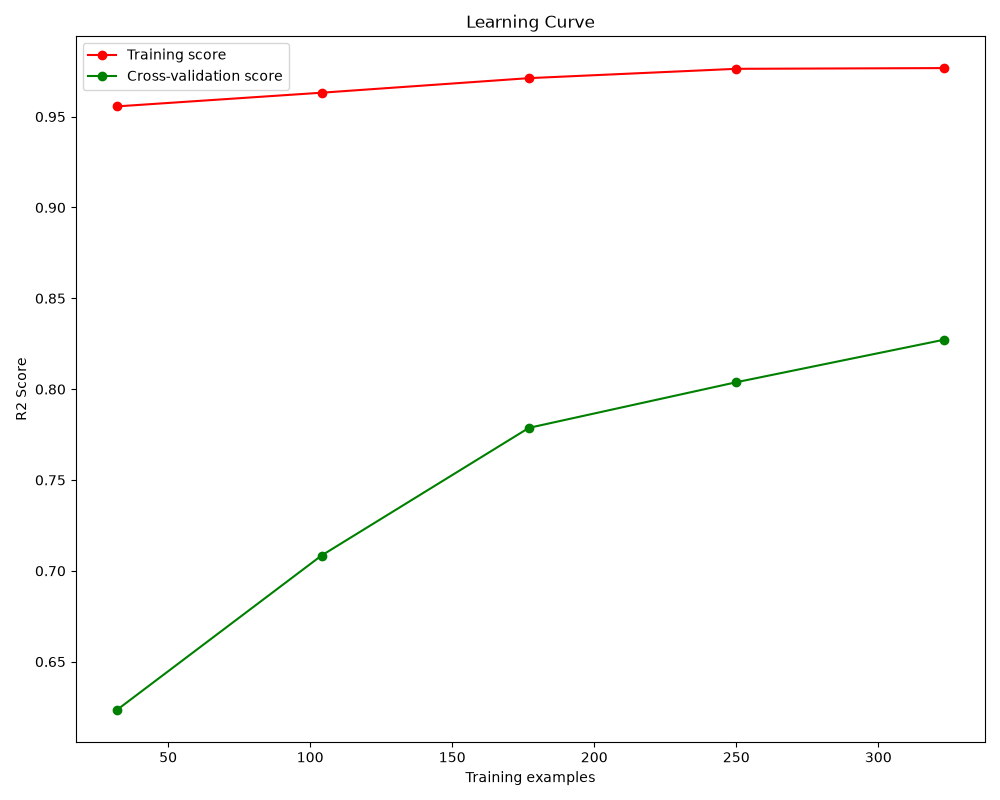 Learning Curve
Training score
Cross-validation score
0.95
0.90
0.85
0.80
0.75
0.70
0.65
R2 Score
50
100
150
200
250
300
Training examples